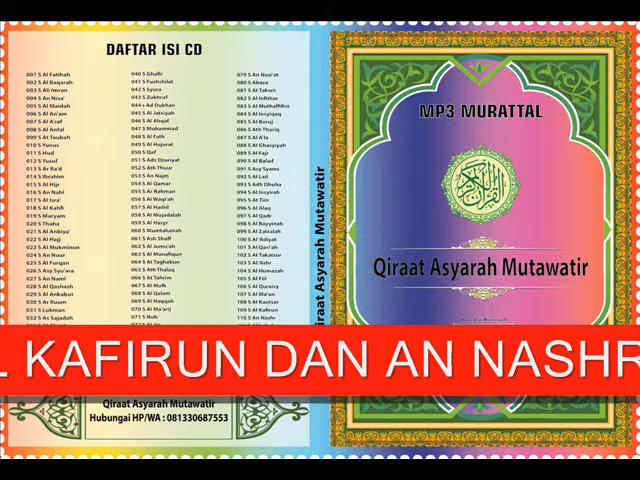 DAFTAR ISI CD
001 S Al Fatihah
002 S Al Baqarah
003 S Ali Imran
004 S An Nisa'
005 S Al Maidah
006 S An'am
007 S Al A'raf
008 S Al Anfal
009 S Al Taubah
010 S Yunus
011 S Hud
012 S Yusuf
013 S Ar Ra'd
014 S Ibrahim
015 S Al Hijr
016 S An Nahl
017 S Al Isra'
018 S Al Kahfi
019 S Maryam
020 S Thaha
021 S Al Anbiya'
022 S Al Hajj
023 S Al Mukminun
024 S An Nuur
025 S Al Furqan
026 S Asy Syu'ara
027 S An Naml
028 S Al Qashash
029 S Al Ankabut
030 S Ar Ruum
031 S Lukman
032 S As Sajadah
040 S Ghafir
041 S Fushshilat
042 S Syura
043 S Zukhruf
044 s Ad Dukhan
045 S Al Jatsiyah
046 S Al Ahqaf
047 S Muhammad
048 S Al Fath
049 S Al Hujurat
050 S Qaf
051 S Adz Dzariyat
052 S Ath Thuur
053 S An Najm
054 S Al Qamar
055 S Ar Rahman
056 S Al Waqi'ah
057 S Al Hadid
058 S Al Mujadalah
059 S Al Hasyr
060 S Mumtahanah
061 S Ash Shaff
062 S Al Jumu'ah
063 S Al Munafiqun
064 S At Taghabun
065 S Ath Thalaq
066 S At Tahrim
067 S Al Mulk
068 S Al Qalam
069 S Al Haqqah
070 S Al Ma'arij
071 S Nuh
079 S An Nazi'at
080 S Abasa
081 S At Takwir
082 S Al Infithar
083 S Al Muthaffifin
084 S Al Insyiqaq
085 S Al Buruj
086 S Ath Thariq
087 S Al A'la
088 S Al Ghasyiyah
089 S Al Fajr
090 S Al Balad
091 S Asy Syams
092 S Al Lail
093 S Adh Dhuha
094 S Al Insyirah
095 S At Tiin
096 S Al Alaq
097 S Al Qadr
098 S Al Bayyinah
099 S Al Zalzalah
100 S Al 'Adiyat
101 S Al Qari'ah
102 S At Takatsur
103 S Al 'Ashr
104 S Al Humazah
105 S Al Fiil
106 S Al Quraisy
107 S Al Ma'un
108 S Al Kautsar
109 S Al Kafirun
110 S An Nashr
Qiraat Asyarah Mutawatir
Hubungai HP/WA : 081330687553
iraat Asyarah Mutawatir
MP3 MURATTAL
القرآن الكريم
Qiraat Asyarah Mutawatir
L KAFIRUN DAN AN NASHR